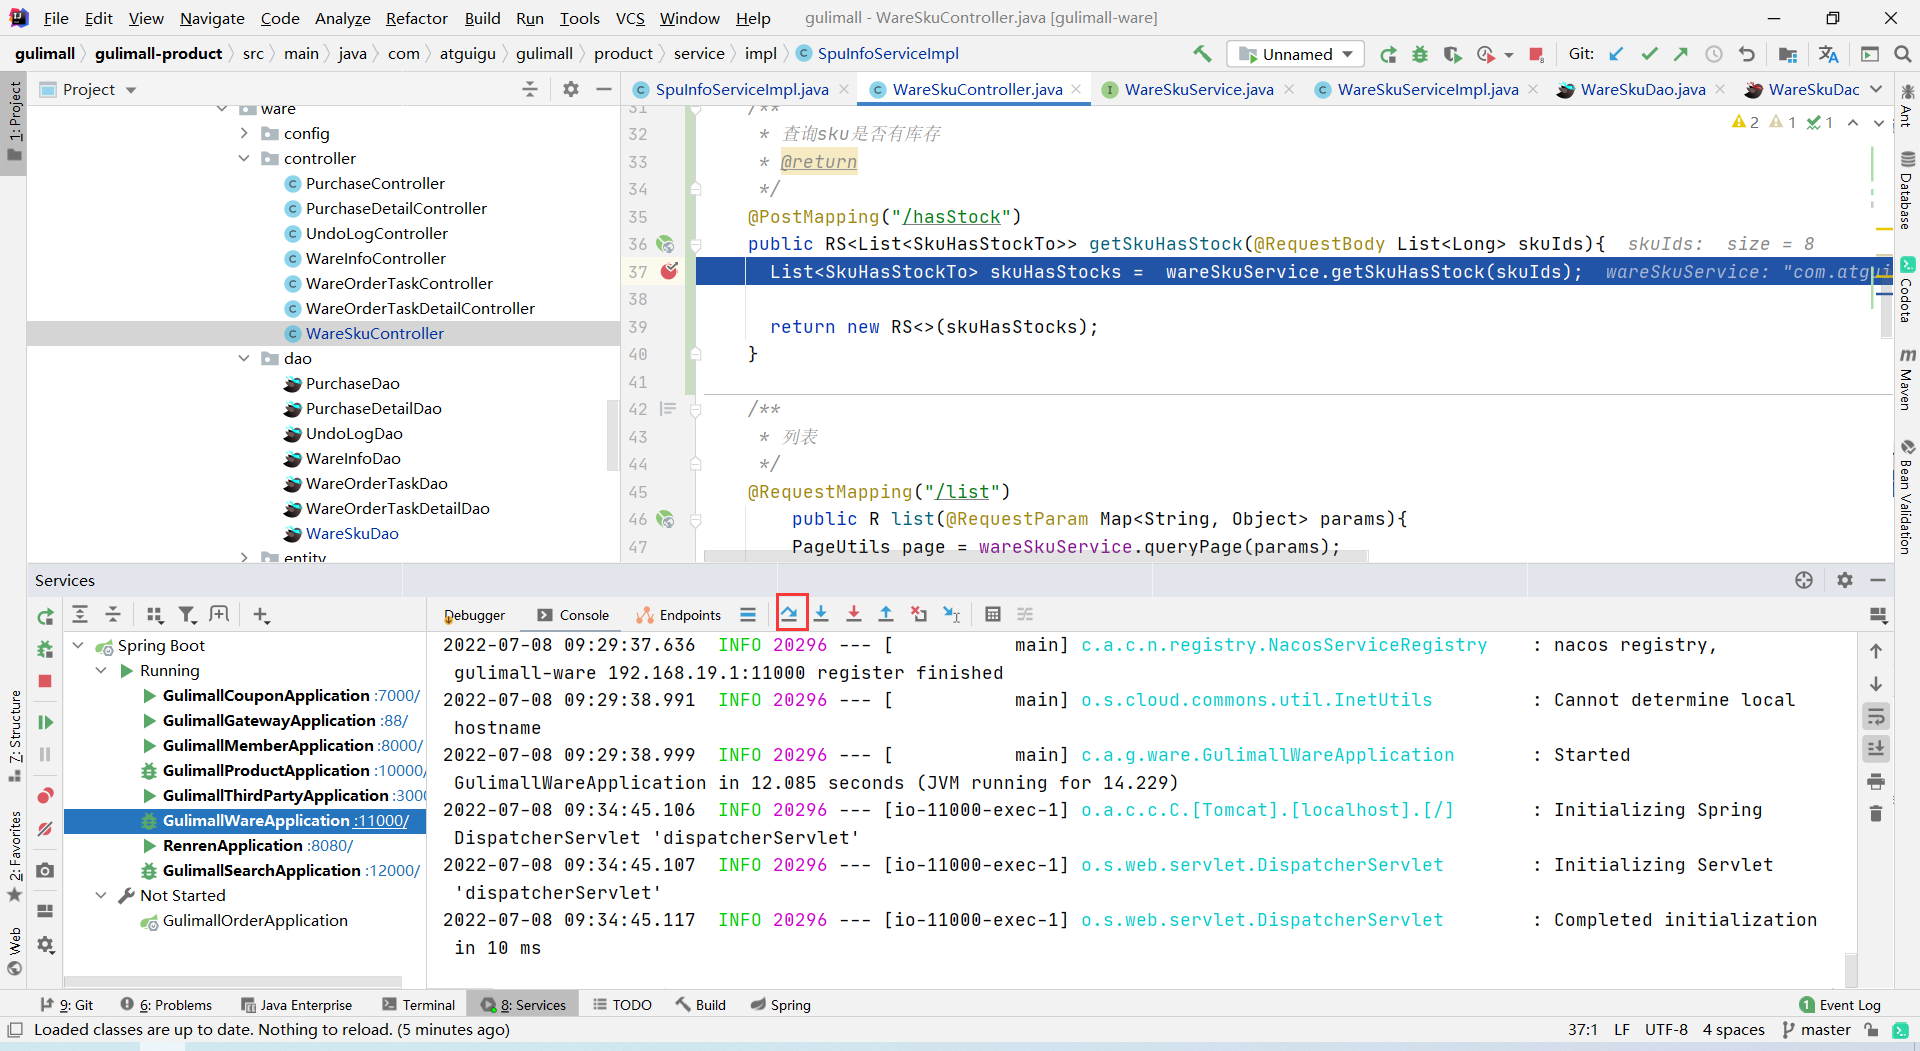 File Edit View Navigate Code Analyze Refactor Build Run Tools VCS Window Help gulimall - WareSkuController.java [gulimall-ware]
gulimall gulimall-product src main java com atguigu gulimall product service impl SpuInfoServiceImpl Unnamed Git:
1: Project
Project
ware
config
controller
PurchaseController
PurchaseDetailController
UndoLogController
WareInfoController
WareOrderTaskController
WareOrderTaskDetailController
WareSkuController
dao
PurchaseDao
PurchaseDetailDao
UndoLogDao
WareInfoDao
WareOrderTaskDao
WareOrderTaskDetailDao
WareSkuDao
entity
SpuInfoServiceImpl.java WareSkuController.java WareSkuService.java WareSkuServiceImpl.java WareSkuDao.java WareSkuDac
2 1 1
31 /**
32 * 查询sku是否有库存
33 * @return
34 */
35 @PostMapping("/hasStock")
36 public RS<List<SkuHasStockTo>> getSkuHasStock(@RequestBody List<Long> skuIds){ skuIds: size = 8
37 List<SkuHasStockTo> skuHasStocks = wareSkuService.getSkuHasStock(skuIds); wareSkuService: "com.atgui
38
39 return new RS<>(skuHasStocks);
40 }
41
42 /**
43 * 列表
44 */
45 @RequestMapping("/list")
46 public R list(@RequestParam Map<String, Object> params){
47 PageUtils page = wareSkuService.queryPage(params);
Ant
Database
Codota
Maven
Bean Validation
Services
Debugger Console Endpoints
Spring Boot
Running
GulimallCouponApplication :7000/
GulimallGatewayApplication :88/
GulimallMemberApplication :8000/
GulimallProductApplication :10000/
GulimallThirdPartyApplication :3000
GulimallWareApplication :11000/
RenrenApplication :8080/
GulimallSearchApplication :12000/
Not Started
GulimallOrderApplication
2022-07-08 09:29:37.636 INFO 20296 --- [ main] c.a.c.n.registry.NacosServiceRegistry : nacos registry,
gulimall-ware 192.168.19.1:11000 register finished
2022-07-08 09:29:38.991 INFO 20296 --- [ main] o.s.cloud.commons.util.InetUtils : Cannot determine local
hostname
2022-07-08 09:29:38.999 INFO 20296 --- [ main] c.a.g.ware.GulimallWareApplication : Started
GulimallWareApplication in 12.085 seconds (JVM running for 14.229)
2022-07-08 09:34:45.106 INFO 20296 --- [io-11000-exec-1] o.a.c.c.C.[Tomcat].[localhost].[/] : Initializing Spring
DispatcherServlet 'dispatcherServlet'
2022-07-08 09:34:45.107 INFO 20296 --- [io-11000-exec-1] o.s.web.servlet.DispatcherServlet : Initializing Servlet
'dispatcherServlet'
2022-07-08 09:34:45.117 INFO 20296 --- [io-11000-exec-1] o.s.web.servlet.DispatcherServlet : Completed initialization
in 10 ms
7: Structure
2: Favorites
Web
9: Git 6: Problems Java Enterprise Terminal 8: Services TODO Build Spring 1 Event Log
Loaded classes are up to date. Nothing to reload. (5 minutes ago) 37:1 LF UTF-8 4 spaces master